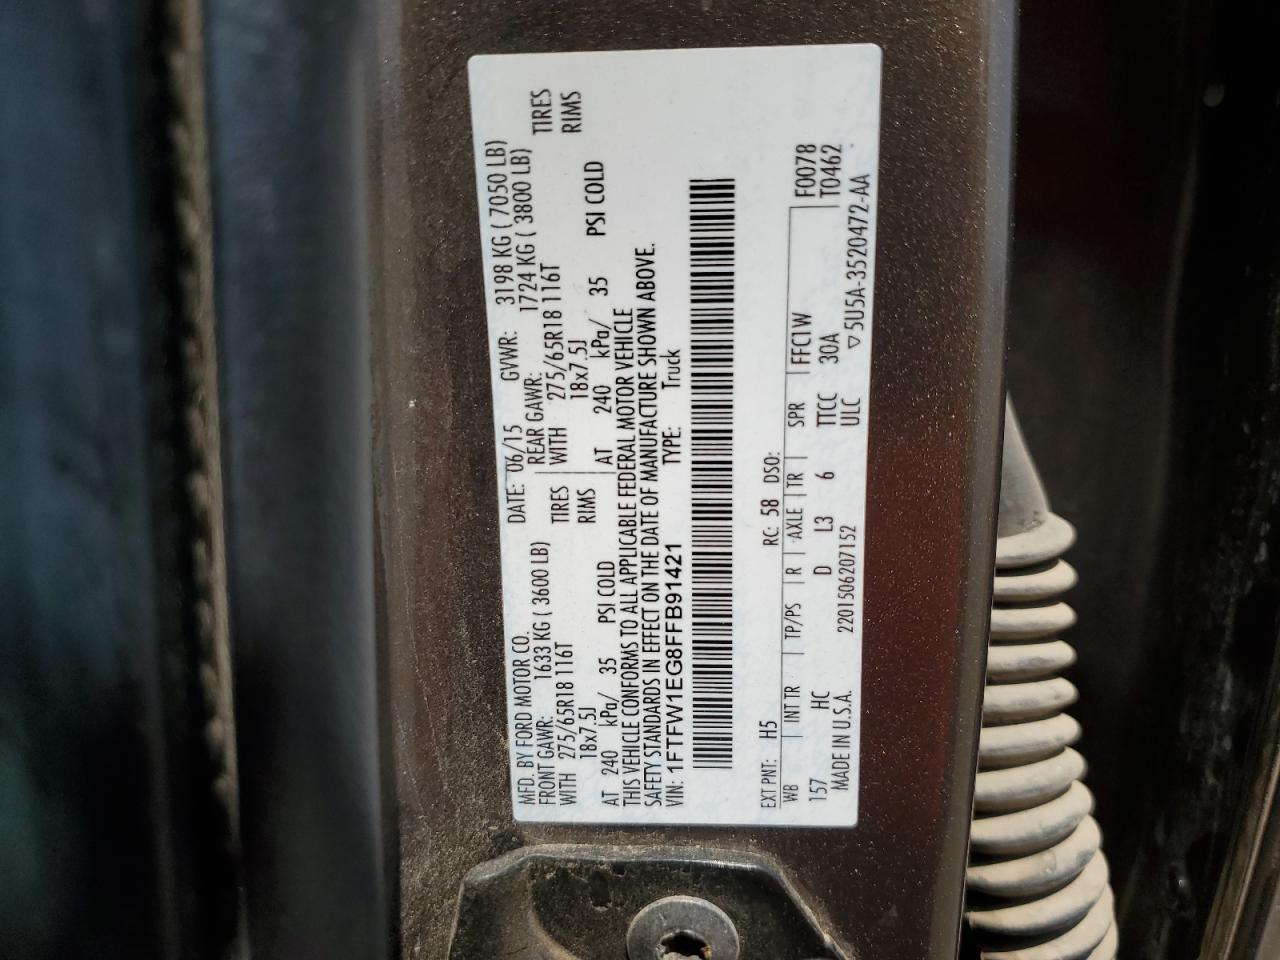 MFD. BY FORD MOTOR CO. DATE: 06/15 GVWR: 3198 KG ( 7050 LB)
FRONT GAWR: 1633 KG ( 3600 LB) REAR GAWR: 1724 KG ( 3800 LB)
WITH 275/65R18 116T TIRES WITH 275/65R18 116T TIRES
18x7.5J RIMS 18x7.5J RIMS
AT 240 kPa/ 35 PSI COLD AT 240 kPa/ 35 PSI COLD
THIS VEHICLE CONFORMS TO ALL APPLICABLE FEDERAL MOTOR VEHICLE
SAFETY STANDARDS IN EFFECT ON THE DATE OF MANUFACTURE SHOWN ABOVE.
VIN: 1FTFW1EG8FFB91421 TYPE: Truck
EXT PNT: H5 RC: 58 DSO: F0078
WB INT TR TP/PS R AXLE TR SPR FFC1W T0462
157 HC D L3 6 TTCC 30A
MADE IN U.S.A. 2201506207152 ULC ▽5U5A-3520472-AA